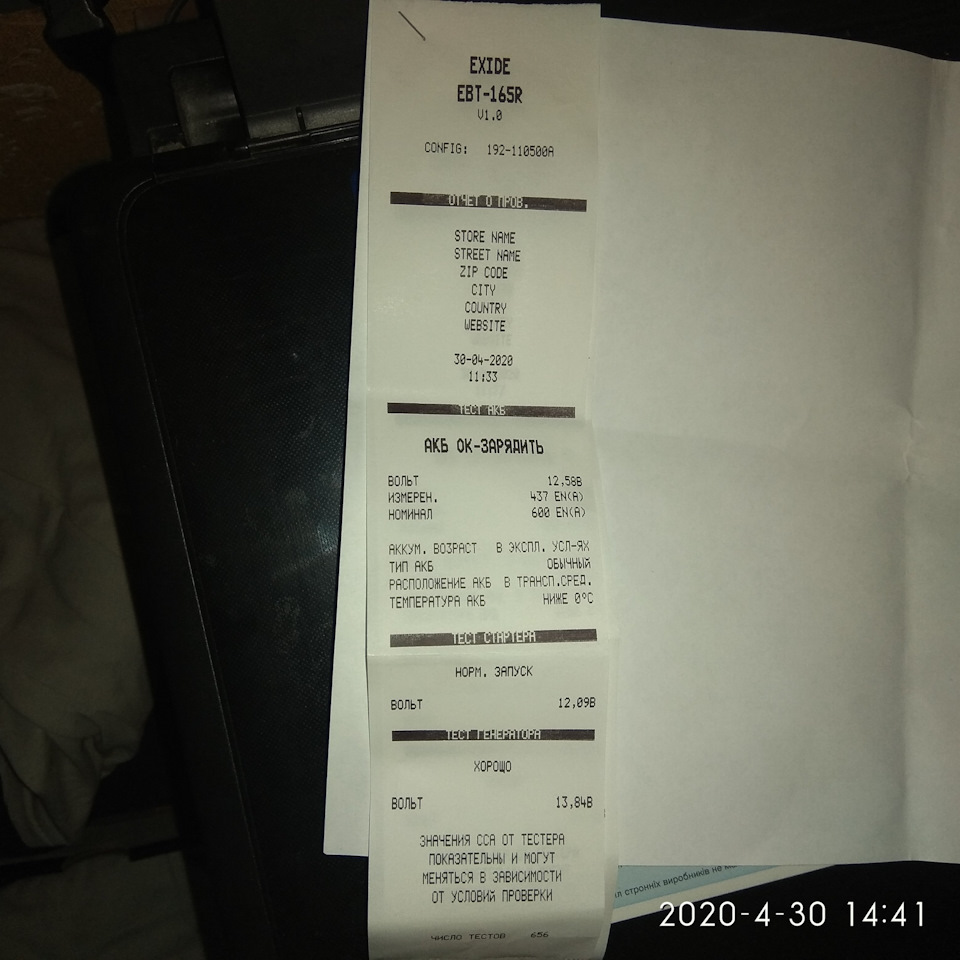 EXIDE
EBT-165R
V1.0
CONFIG: 192-110500A
ОТЧЕТ О ПРОВ.
STORE NAME
STREET NAME
ZIP CODE
CITY
COUNTRY
WEBSITE
30-04-2020
11:33
ТЕСТ АКБ
АКБ ОК-ЗАРЯДИТЬ
ВОЛЬТ 12,58В
ИЗМЕРЕН. 437 EN(A)
НОМИНАЛ 600 EN(A)
АККУМ. ВОЗРАСТ В ЭКСПЛ. УСЛ-ЯХ
ТИП АКБ ОБЫЧНЫЙ
РАСПОЛОЖЕНИЕ АКБ В ТРАНСП.СРЕД.
ТЕМПЕРАТУРА АКБ НИЖЕ 0°C
ТЕСТ СТАРТЕРА
НОРМ. ЗАПУСК
ВОЛЬТ 12,09В
ТЕСТ ГЕНЕРАТОРА
ХОРОШО
ВОЛЬТ 13,84В
ЗНАЧЕНИЯ ССА ОТ ТЕСТЕРА
ПОКАЗАТЕЛЬНЫ И МОГУТ
МЕНЯТЬСЯ В ЗАВИСИМОСТИ
ОТ УСЛОВИЙ ПРОВЕРКИ
ЧИСЛО ТЕСТОВ 656
стронніх виробників не
2020-4-30 14:41